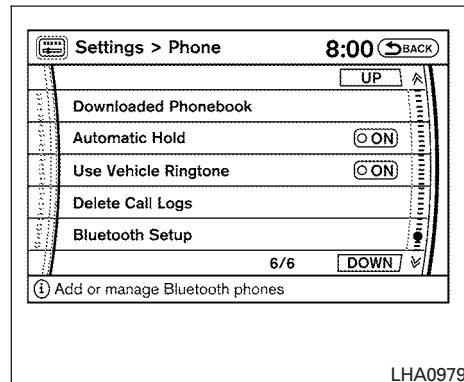 Settings > Phone 8:00 BACK
UP
Downloaded Phonebook
Automatic Hold ON
Use Vehicle Ringtone ON
Delete Call Logs
Bluetooth Setup
6/6 DOWN
i Add or manage Bluetooth phones
LHA0979